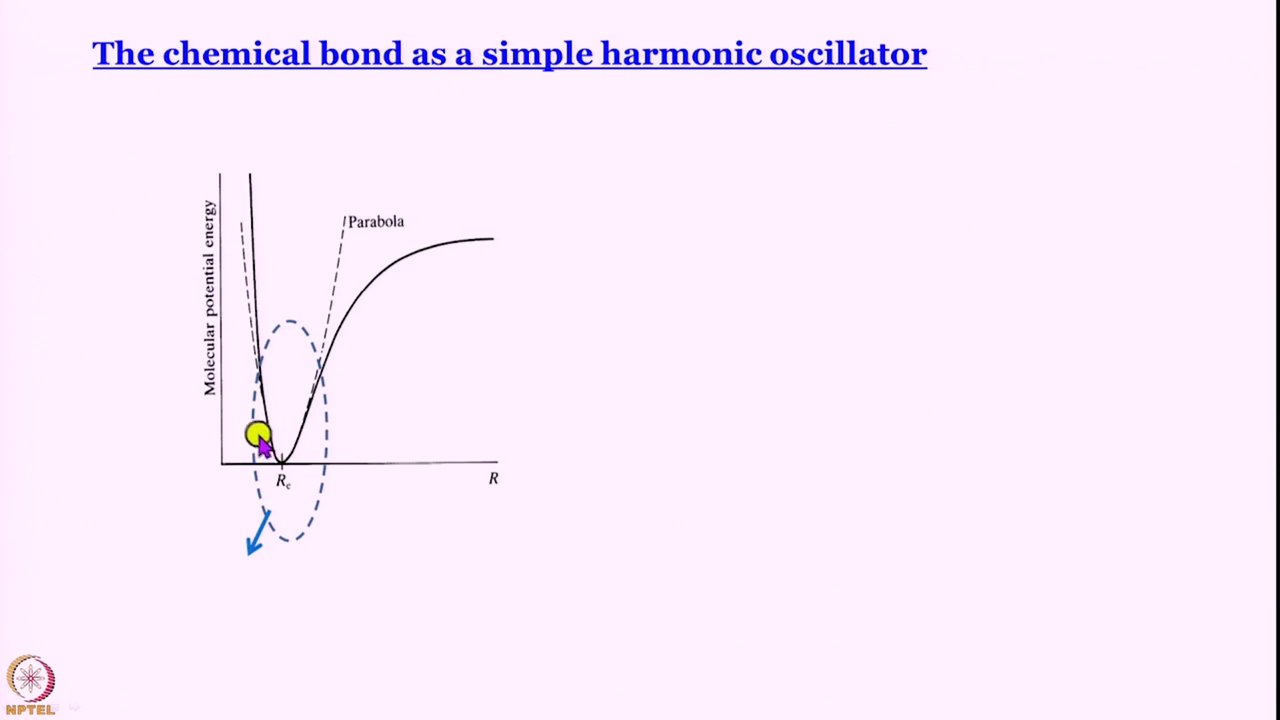 The chemical bond as a simple harmonic oscillator
Parabola
Molecular potential energy
Re
R
NPTEL